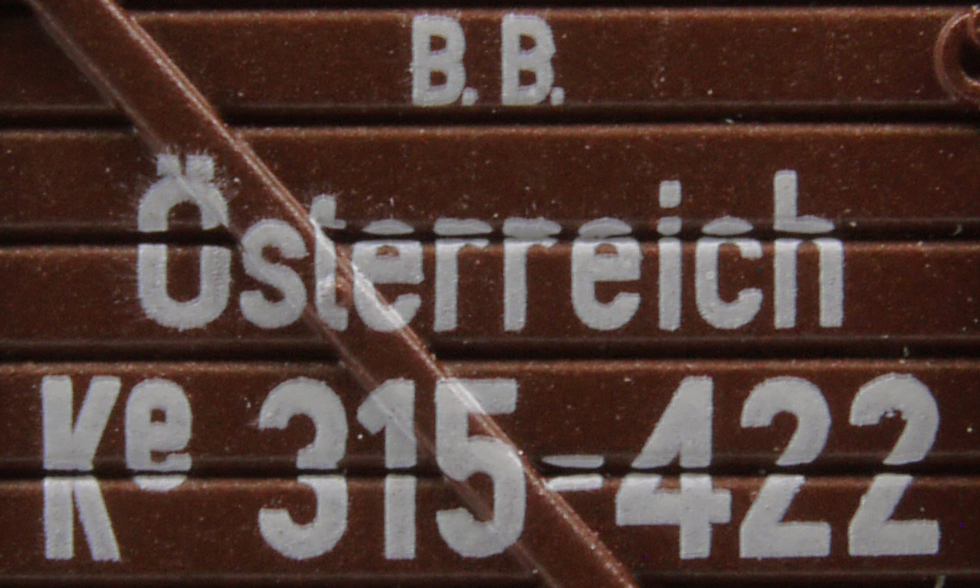 B.B.
Österreich
Ke 315-422